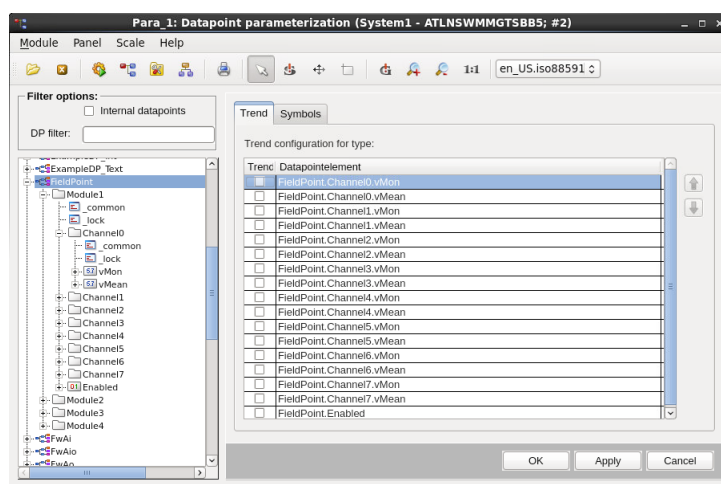 Para_1: Datapoint parameterization (System1 - ATLNSWMMGTSBB5; #2)
Module Panel Scale Help
1:1 en_US.iso88591
Filter options:
Internal datapoints
DP filter:
ExampleDP_Text
FieldPoint
Module1
_common
_lock
Channel0
_common
_lock
vMon
vMean
Channel1
Channel2
Channel3
Channel4
Channel5
Channel6
Channel7
Enabled
Module2
Module3
Module4
FwAi
FwAio
FwAo
Trend Symbols
Trend configuration for type:
Trend Datapointelement
FieldPoint.Channel0.vMon
FieldPoint.Channel0.vMean
FieldPoint.Channel1.vMon
FieldPoint.Channel1.vMean
FieldPoint.Channel2.vMon
FieldPoint.Channel2.vMean
FieldPoint.Channel3.vMon
FieldPoint.Channel3.vMean
FieldPoint.Channel4.vMon
FieldPoint.Channel4.vMean
FieldPoint.Channel5.vMon
FieldPoint.Channel5.vMean
FieldPoint.Channel6.vMon
FieldPoint.Channel6.vMean
FieldPoint.Channel7.vMon
FieldPoint.Channel7.vMean
FieldPoint.Enabled
OK Apply Cancel